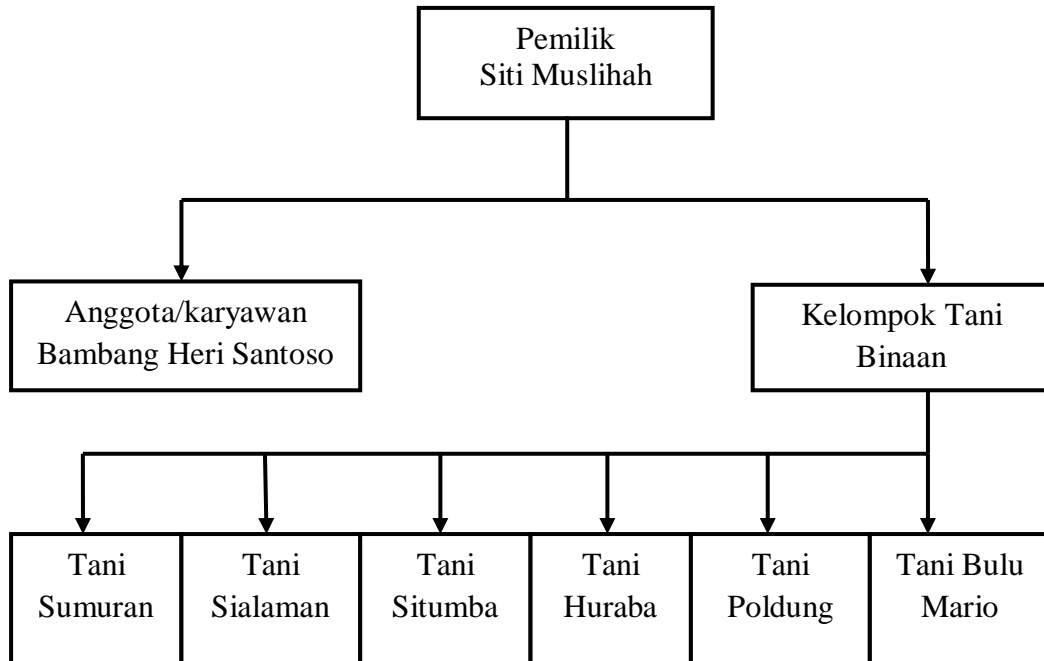 Pemilik
Siti Muslihah
Anggota/karyawan
Bambang Heri Santoso
Kelompok Tani
Binaan
Tani
Sumuran
Tani
Sialaman
Tani
Situmba
Tani
Huraba
Tani
Poldung
Tani Bulu
Mario